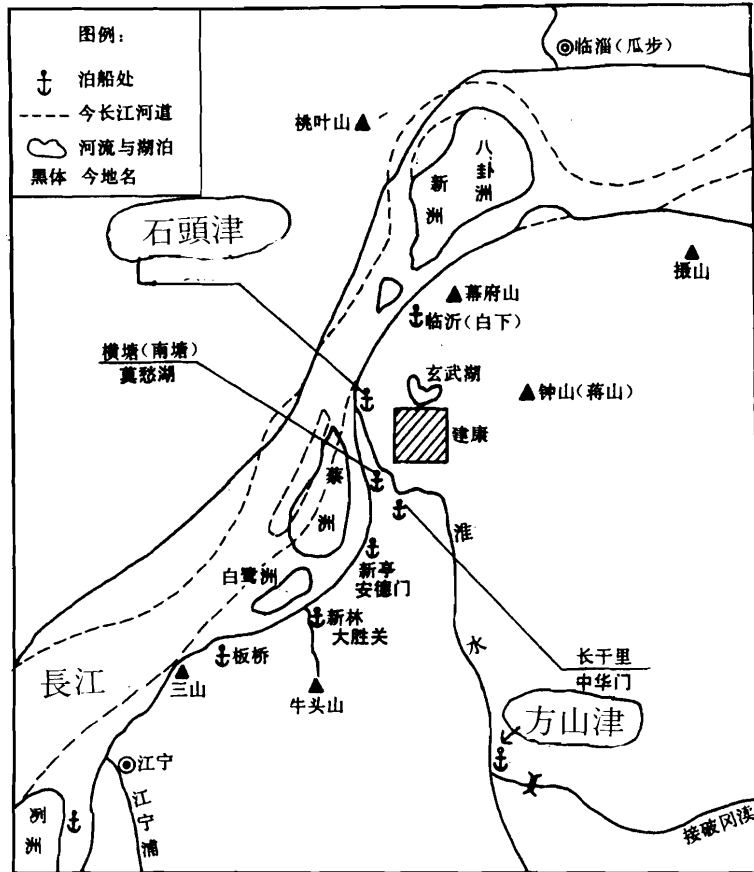 图例：
泊船处
今长江河道
河流与湖泊
黑体 今地名
临淄(瓜步)
桃叶山
八卦洲
新洲
石頭津
摄山
幕府山
临沂(白下)
横塘(南塘)
莫愁湖
玄武湖
钟山(蒋山)
建康
蔡洲
淮水
新亭
安德门
白鹭洲
新林
大胜关
板桥
長江
三山
牛头山
长干里
中华门
方山津
江宁
江宁浦
洌洲
接破冈渎